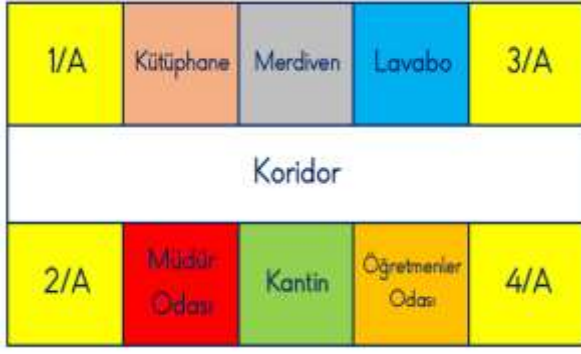 1/A
Kütüphane
Merdiven
Lavabo
3/A
Koridor
2/A
Müdür
Odası
Kantin
Öğretmenler
Odası
4/A